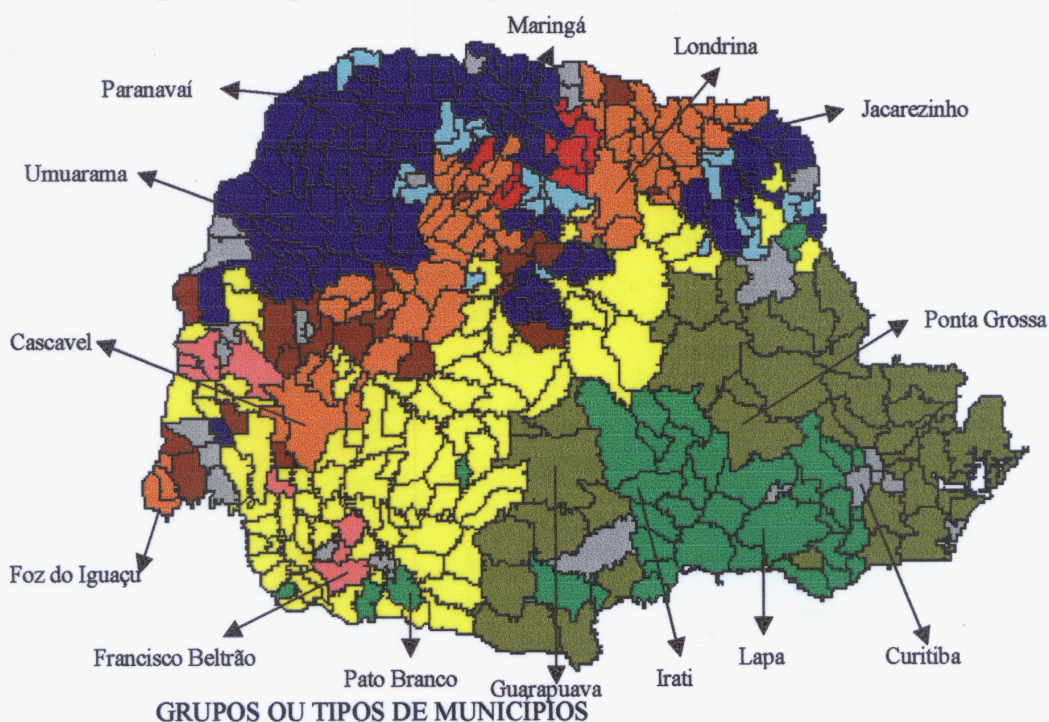 Maringá
Londrina
Paranavaí
Jacarezinho
Umuarama
Ponta Grossa
Cascavel
Foz do Iguaçu
Francisco Beltrão
Pato Branco
Guarapuava
Irati
Lapa
Curitiba
GRUPOS OU TIPOS DE MUNICÍPIOS